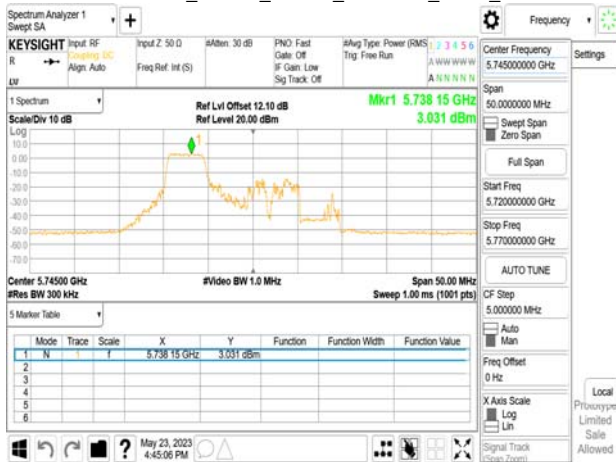 Spectrum Analyzer 1
Swept SA
+
Frequency
KEYSIGHT
R
LXI
Input: RF
Coupling: DC
Align: Auto
Input Z: 50 Ω
Freq Ref: Int (S)
#Atten: 30 dB
PNO: Fast
Gate: Off
IF Gain: Low
Sig Track: Off
#Avg Type: Power (RMS
Trig: Free Run
1 2 3 4 5 6
A W W W W W
A N N N N N
Center Frequency
5.745000000 GHz
Settings
1 Spectrum
Scale/Div 10 dB
Ref Lvl Offset 12.10 dB
Ref Level 20.00 dBm
Mkr1 5.738 15 GHz
3.031 dBm
Span
50.0000000 MHz
Swept Span
Zero Span
Log
10.0
0.00
-10.0
-20.0
-30.0
-40.0
-50.0
-60.0
-70.0
1
Full Span
Start Freq
5.720000000 GHz
Stop Freq
5.770000000 GHz
AUTO TUNE
Center 5.74500 GHz
#Res BW 300 kHz
#Video BW 1.0 MHz
Span 50.00 MHz
Sweep 1.00 ms (1001 pts)
CF Step
5.000000 MHz
Auto
Man
5 Marker Table
Mode Trace Scale X Y Function Function Width Function Value
1 N 1 f 5.738 15 GHz 3.031 dBm
2
3
4
5
6
Freq Offset
0 Hz
X Axis Scale
Log
Lin
Local
Prototype
Limited
Sale
Allowed
Signal Track
(Span Zoom)
?
May 23, 2023
4:45:06 PM